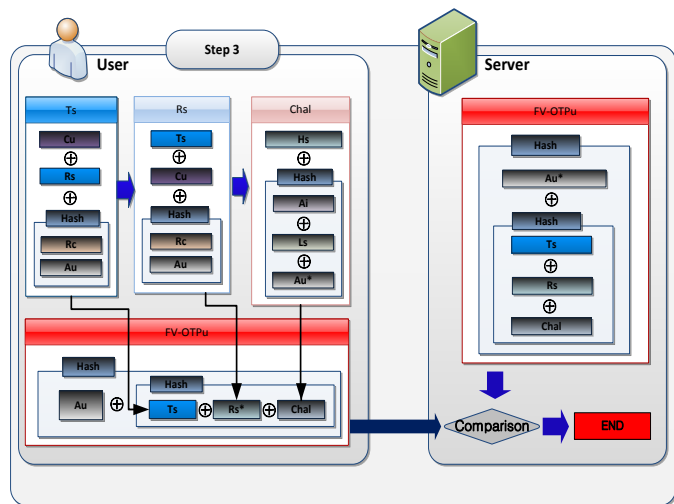 Step 3
User
Server
Ts
Cu
⊕
Rs
⊕
Hash
Rc
Au
Rs
Ts
⊕
Cu
⊕
Hash
Rc
Au
Chal
Hs
⊕
Hash
Ai
⊕
Ls
⊕
Au*
FV-OTPu
Hash
Au ⊕
Hash
Ts ⊕ Rs* ⊕ Chal
FV-OTPu
Hash
Au*
⊕
Hash
Ts
⊕
Rs
⊕
Chal
Comparison
END